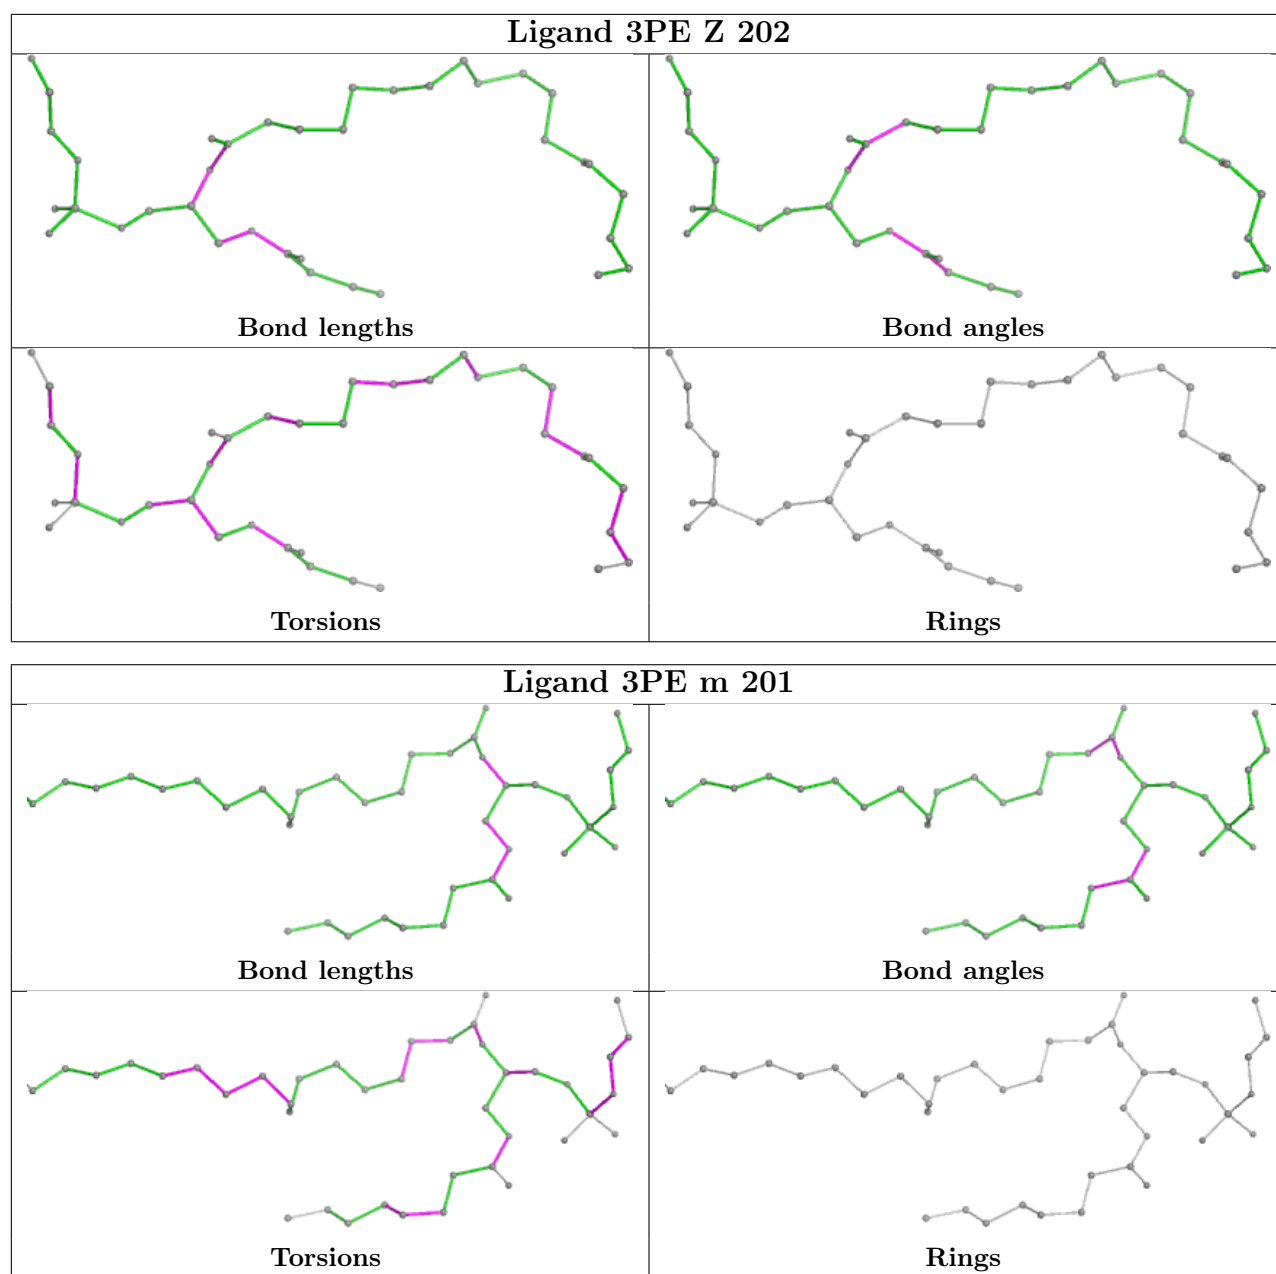 Ligand 3PE Z 202
Bond lengths
Bond angles
Torsions
Rings
Ligand 3PE m 201
Bond lengths
Bond angles
Torsions
Rings